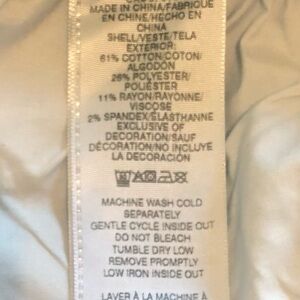 MADE IN CHINA/FABRIQUE
EN CHINE/HECHO EN
CHINA
SHELL/VESTE/TELA
EXTERIOR:
61% COTTON/COTON/
ALGODÓN
26% POLYESTER/
POLIÉSTER
11% RAYON/RAYONNE/
VISCOSE
2% SPANDEX/ÉLASTHANNE
EXCLUSIVE OF
DECORATION/SAUF
DÉCORATION/NO INCLUYE
LA DECORACIÓN
MACHINE WASH COLD
SEPARATELY
GENTLE CYCLE INSIDE OUT
DO NOT BLEACH
TUMBLE DRY LOW
REMOVE PROMPTLY
LOW IRON INSIDE OUT
LAVER À LA MACHINE À